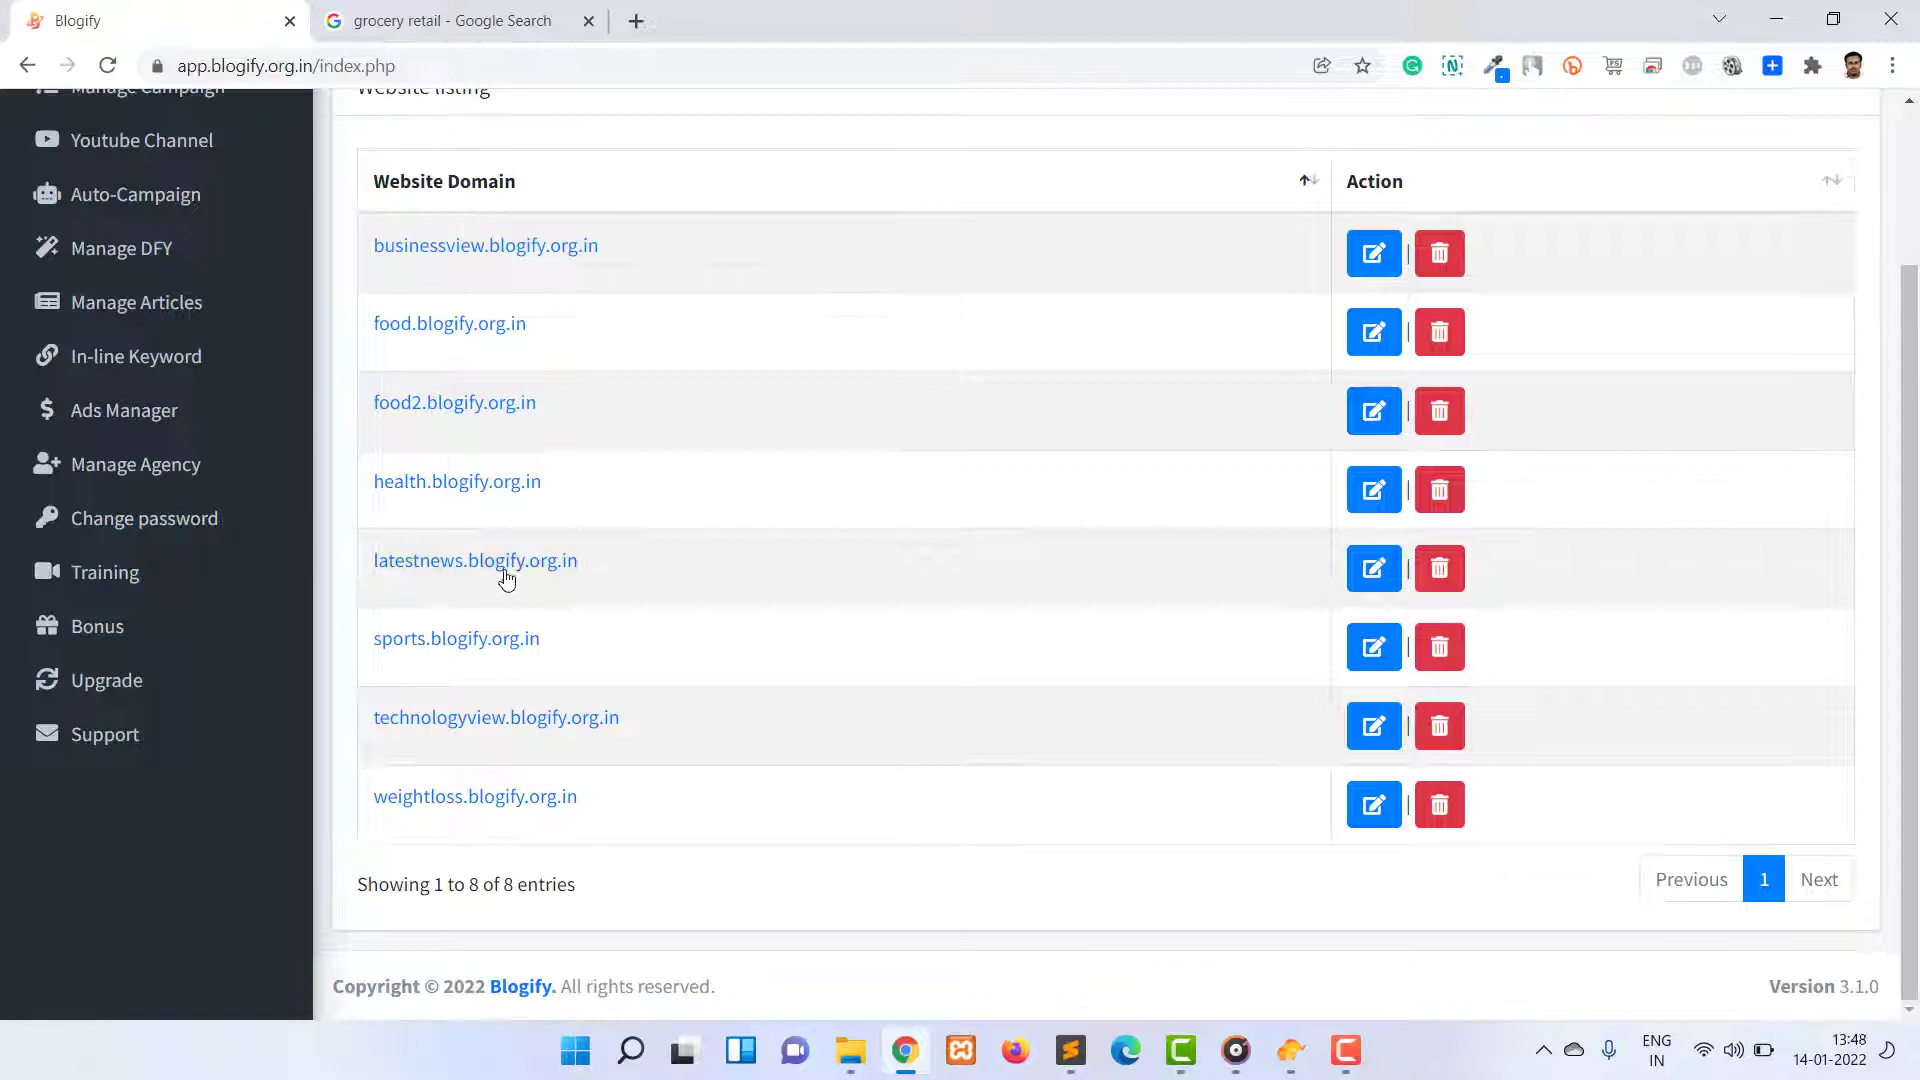 Blogify
grocery retail - Google Search
app.blogify.org.in/index.php
Manage Campaign
Website listing
Youtube Channel
Auto-Campaign
Manage DFY
Manage Articles
In-line Keyword
Ads Manager
Manage Agency
Change password
Training
Bonus
Upgrade
Support
Website Domain
Action
businessview.blogify.org.in
|
food.blogify.org.in
|
food2.blogify.org.in
|
health.blogify.org.in
|
latestnews.blogify.org.in
|
sports.blogify.org.in
|
technologyview.blogify.org.in
|
weightloss.blogify.org.in
|
Showing 1 to 8 of 8 entries
Previous 1 Next
Copyright © 2022 Blogify. All rights reserved.
Version 3.1.0
ENG
IN
13:48
14-01-2022